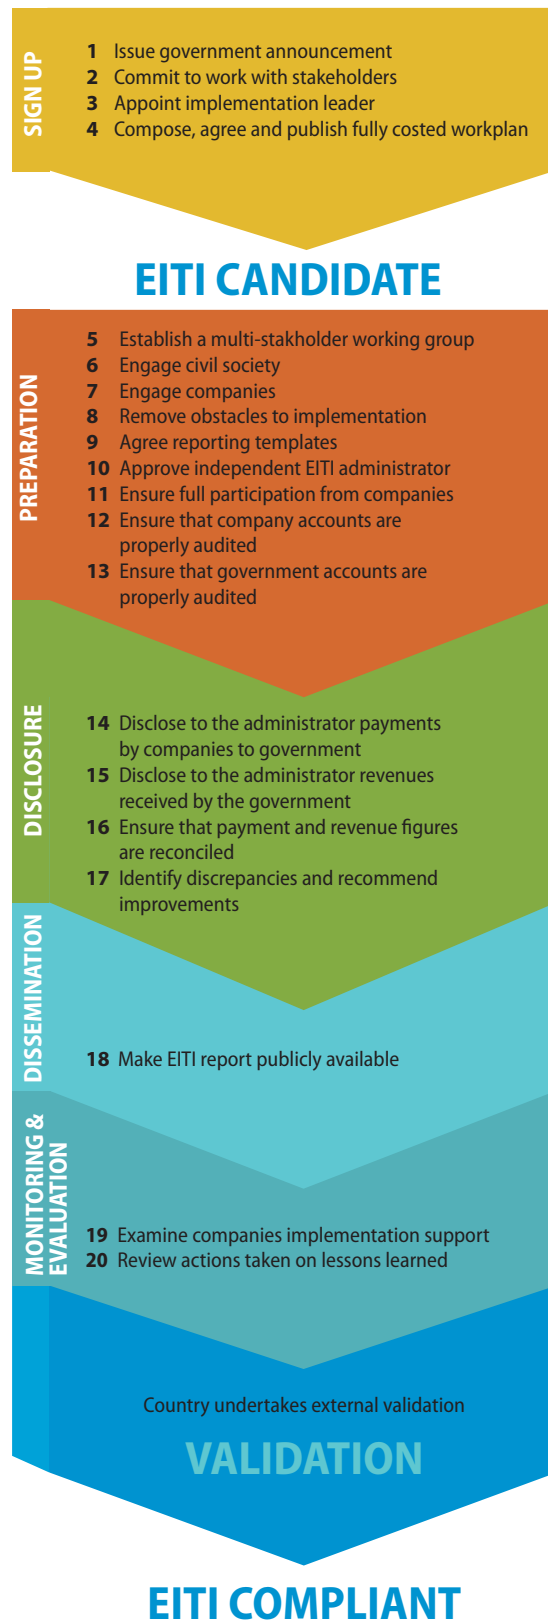 SIGN UP
1 Issue government announcement
2 Commit to work with stakeholders
3 Appoint implementation leader
4 Compose, agree and publish fully costed workplan
EITI CANDIDATE
PREPARATION
5 Establish a multi-stakholder working group
6 Engage civil society
7 Engage companies
8 Remove obstacles to implementation
9 Agree reporting templates
10 Approve independent EITI administrator
11 Ensure full participation from companies
12 Ensure that company accounts are
properly audited
13 Ensure that government accounts are
properly audited
DISCLOSURE
14 Disclose to the administrator payments
by companies to government
15 Disclose to the administrator revenues
received by the government
16 Ensure that payment and revenue figures
are reconciled
17 Identify discrepancies and recommend
improvements
DISSEMINATION
18 Make EITI report publicly available
MONITORING &
EVALUATION
19 Examine companies implementation support
20 Review actions taken on lessons learned
Country undertakes external validation
VALIDATION
EITI COMPLIANT